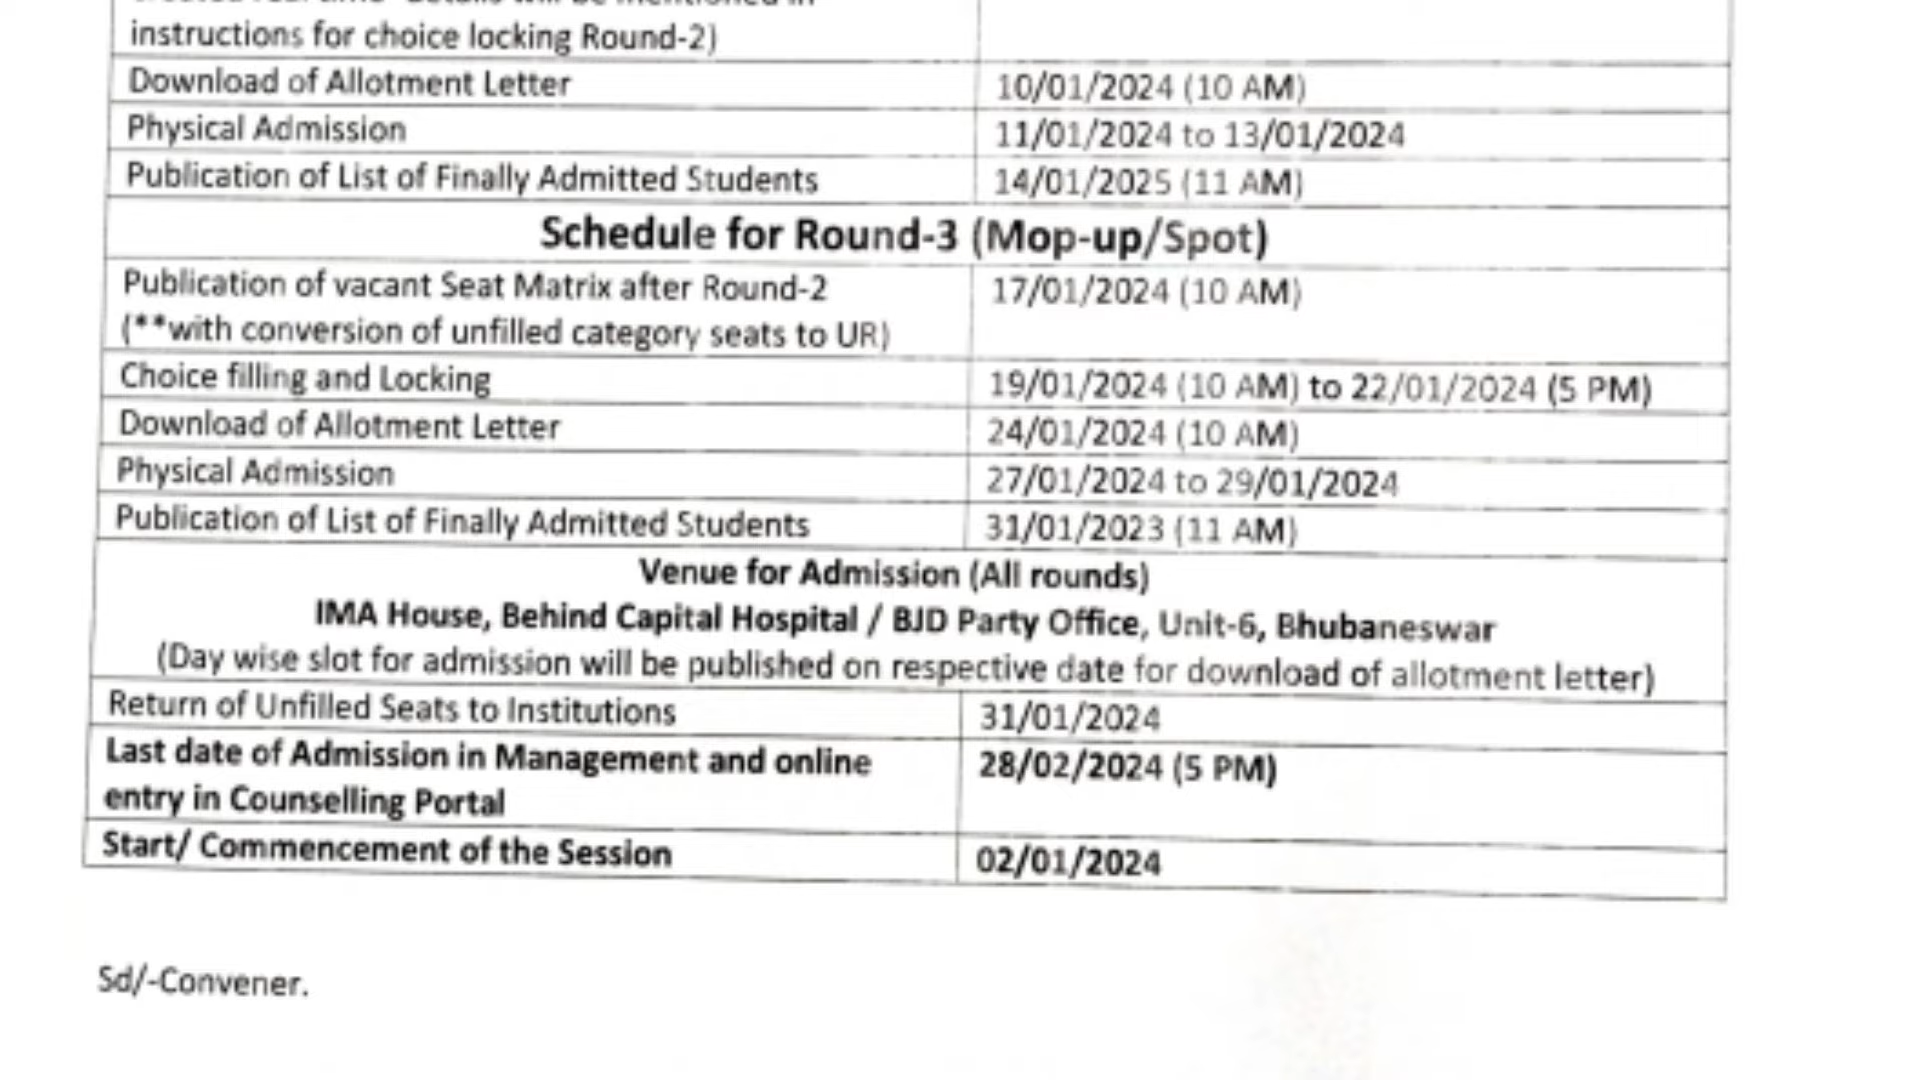 instructions for choice locking Round-2)
Download of Allotment Letter 10/01/2024 (10 AM)
Physical Admission 11/01/2024 to 13/01/2024
Publication of List of Finally Admitted Students 14/01/2025 (11 AM)
Schedule for Round-3 (Mop-up/Spot)
Publication of vacant Seat Matrix after Round-2 17/01/2024 (10 AM)
(**with conversion of unfilled category seats to UR)
Choice filling and Locking 19/01/2024 (10 AM) to 22/01/2024 (5 PM)
Download of Allotment Letter 24/01/2024 (10 AM)
Physical Admission 27/01/2024 to 29/01/2024
Publication of List of Finally Admitted Students 31/01/2023 (11 AM)
Venue for Admission (All rounds)
IMA House, Behind Capital Hospital / BJD Party Office, Unit-6, Bhubaneswar
(Day wise slot for admission will be published on respective date for download of allotment letter)
Return of Unfilled Seats to Institutions 31/01/2024
Last date of Admission in Management and online 28/02/2024 (5 PM)
entry in Counselling Portal
Start/ Commencement of the Session 02/01/2024
Sd/-Convener.